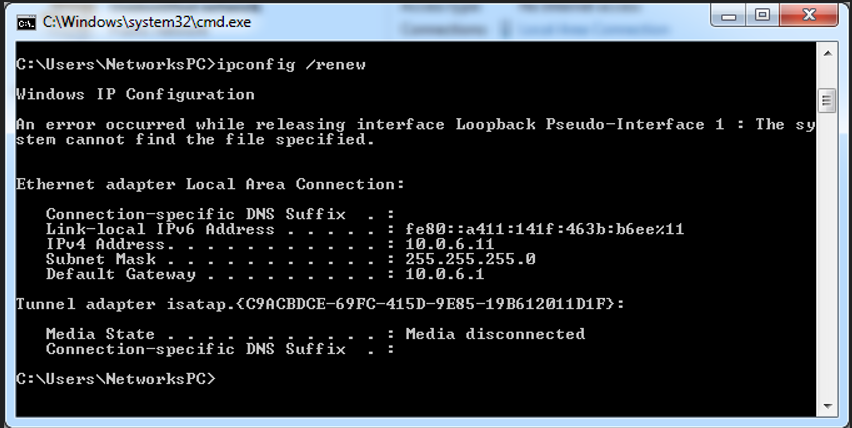 C:\Windows\system32\cmd.exe
C:\Users\NetworksPC>ipconfig /renew
Windows IP Configuration
An error occurred while releasing interface Loopback Pseudo-Interface 1 : The sy
stem cannot find the file specified.
Ethernet adapter Local Area Connection:
Connection-specific DNS Suffix  . :
Link-local IPv6 Address . . . . . : fe80::a411:141f:463b:b6ee%11
IPv4 Address. . . . . . . . . . . : 10.0.6.11
Subnet Mask . . . . . . . . . . . : 255.255.255.0
Default Gateway . . . . . . . . . : 10.0.6.1
Tunnel adapter isatap.{C9ACBDCE-69FC-415D-9E85-19B612011D1F}:
Media State . . . . . . . . . . . : Media disconnected
Connection-specific DNS Suffix  . :
C:\Users\NetworksPC>